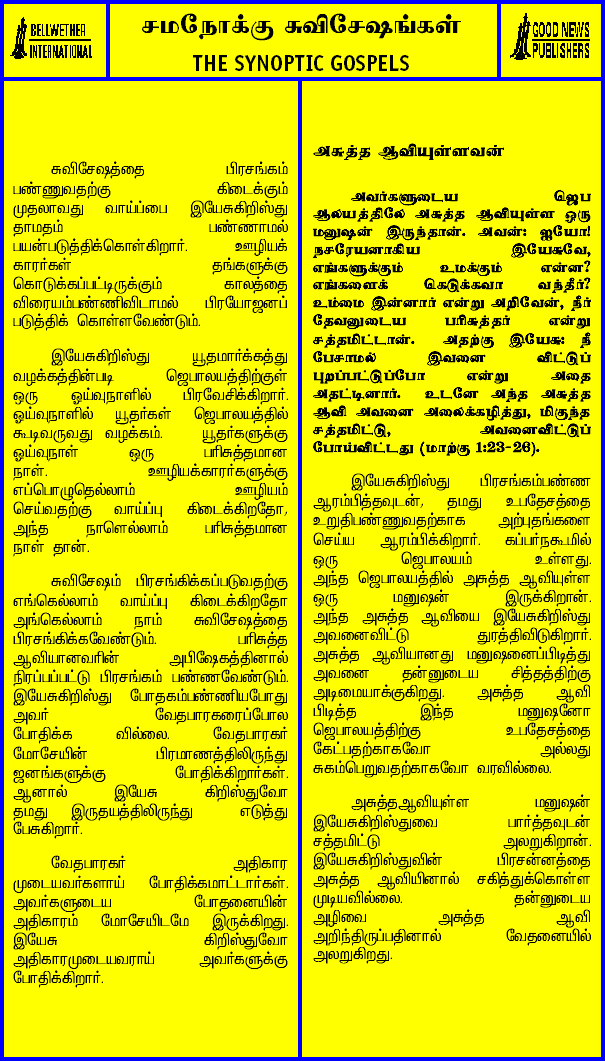 BELLWETHER
INTERNATIONAL
சமநோக்கு சுவிசேஷங்கள்
THE SYNOPTIC GOSPELS
GOOD NEWS
PUBLISHERS
சுவிசேஷத்தை பிரசங்கம்
பண்ணுவதற்கு கிடைக்கும்
முதலாவது வாய்ப்பை இயேசுகிறிஸ்து
தாமதம் பண்ணாமல்
பயன்படுத்திக்கொள்கிறார். ஊழியக்
காரர்கள் தங்களுக்கு
கொடுக்கப்பட்டிருக்கும் காலத்தை
விரையம்பண்ணிவிடாமல் பிரயோஜனப்
படுத்திக் கொள்ளவேண்டும்.
இயேசுகிறிஸ்து யூதமார்க்கத்து
வழக்கத்தின்படி ஜெபாலயத்திற்குள்
ஒரு ஓய்வுநாளில் பிரவேசிக்கிறார்.
ஓய்வுநாளில் யூதர்கள் ஜெபாலயத்தில்
கூடிவருவது வழக்கம். யூதர்களுக்கு
ஓய்வுநாள் ஒரு பரிசுத்தமான
நாள். ஊழியக்காரர்களுக்கு
எப்பொழுதெல்லாம் ஊழியம்
செய்வதற்கு வாய்ப்பு கிடைக்கிறதோ,
அந்த நாளெல்லாம் பரிசுத்தமான
நாள் தான்.
சுவிசேஷம் பிரசங்கிக்கப்படுவதற்கு
எங்கெல்லாம் வாய்ப்பு கிடைக்கிறதோ
அங்கெல்லாம் நாம் சுவிசேஷத்தை
பிரசங்கிக்கவேண்டும். பரிசுத்த
ஆவியானவரின் அபிஷேகத்தினால்
நிரப்பப்பட்டு பிரசங்கம் பண்ணவேண்டும்.
இயேசுகிறிஸ்து போதகம்பண்ணியபோது
அவர் வேதபாரகரைப்போல
போதிக்க வில்லை. வேதபாரகர்
மோசேயின் பிரமாணத்திலிருந்து
ஜனங்களுக்கு போதிக்கிறார்கள்.
ஆனால் இயேசு கிறிஸ்துவோ
தமது இருதயத்திலிருந்து எடுத்து
பேசுகிறார்.
வேதபாரகர் அதிகார
முடையவர்களாய் போதிக்கமாட்டார்கள்.
அவர்களுடைய போதனையின்
அதிகாரம் மோசேயிடமே இருக்கிறது.
இயேசு கிறிஸ்துவோ
அதிகாரமுடையவராய் அவர்களுக்கு
போதிக்கிறார்.
அசுத்த ஆவியுள்ளவன்
அவர்களுடைய ஜெப
ஆலயத்திலே அசுத்த ஆவியுள்ள ஒரு
மனுஷன் இருந்தான். அவன்: ஐயோ!
நசரேயனாகிய இயேசுவே,
எங்களுக்கும் உமக்கும் என்ன?
எங்களைக் கெடுக்கவா வந்தீர்?
உம்மை இன்னார் என்று அறிவேன், நீர்
தேவனுடைய பரிசுத்தர் என்று
சத்தமிட்டான். அதற்கு இயேசு: நீ
பேசாமல் இவனை விட்டுப்
புறப்பட்டுப்போ என்று அதை
அதட்டினார். உடனே அந்த அசுத்த
ஆவி அவனை அலைக்கழித்து, மிகுந்த
சத்தமிட்டு, அவனைவிட்டுப்
போய்விட்டது (மாற்கு 1:23-26).
இயேசுகிறிஸ்து பிரசங்கம்பண்ண
ஆரம்பித்தவுடன், தமது உபதேசத்தை
உறுதிபண்ணுவதற்காக அற்புதங்களை
செய்ய ஆரம்பிக்கிறார். கப்பர்நகூமில்
ஒரு ஜெபாலயம் உள்ளது.
அந்த ஜெபாலயத்தில் அசுத்த ஆவியுள்ள
ஒரு மனுஷன் இருக்கிறான்.
அந்த அசுத்த ஆவியை இயேசுகிறிஸ்து
அவனைவிட்டு துரத்திவிடுகிறார்.
அசுத்த ஆவியானது மனுஷனைப்பிடித்து
அவனை தன்னுடைய சித்தத்திற்கு
அடிமையாக்குகிறது. அசுத்த ஆவி
பிடித்த இந்த மனுஷனோ
ஜெபாலயத்திற்கு உபதேசத்தை
கேட்பதற்காகவோ அல்லது
சுகம்பெறுவதற்காகவோ வரவில்லை.
அசுத்தஆவியுள்ள மனுஷன்
இயேசுகிறிஸ்துவை பார்த்தவுடன்
சத்தமிட்டு அலறுகிறான்.
இயேசுகிறிஸ்துவின் பிரசன்னத்தை
அசுத்த ஆவியினால் சகித்துக்கொள்ள
முடியவில்லை. தன்னுடைய
அழிவை அசுத்த ஆவி
அறிந்திருப்பதினால் வேதனையில்
அலறுகிறது.